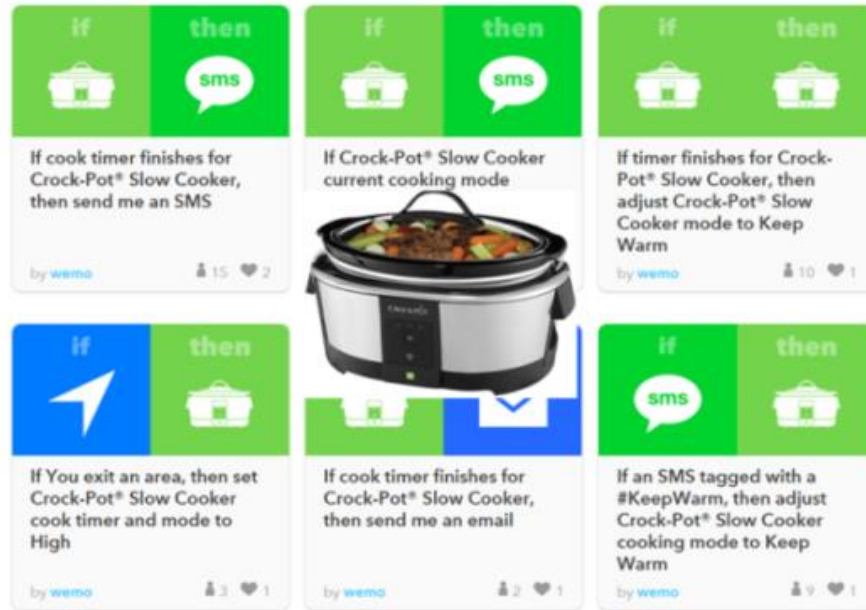 if then
sms
If cook timer finishes for
Crock-Pot® Slow Cooker,
then send me an SMS
by wemo 15 2
if then
sms
If Crock-Pot® Slow Cooker
current cooking mode
if then
If timer finishes for Crock-
Pot® Slow Cooker, then
adjust Crock-Pot® Slow
Cooker mode to Keep
Warm
by wemo 10 1
if then
If You exit an area, then set
Crock-Pot® Slow Cooker
cook timer and mode to
High
by wemo 3 1
If cook timer finishes for
Crock-Pot® Slow Cooker,
then send me an email
by wemo 2 1
if then
sms
If an SMS tagged with a
#KeepWarm, then adjust
Crock-Pot® Slow Cooker
cooking mode to Keep
Warm
by wemo 9 1